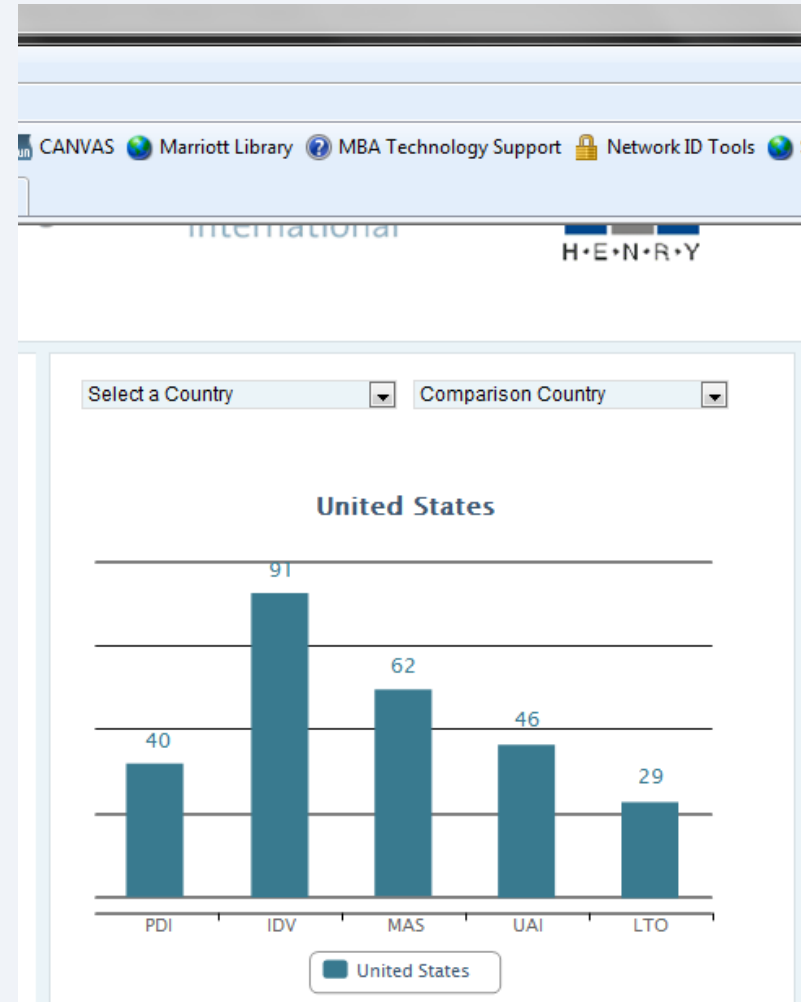 CANVAS Marriott Library MBA Technology Support Network ID Tools
International
H•E•N•R•Y
Select a Country Comparison Country
United States
91
62
46
40
29
PDI IDV MAS UAI LTO
United States